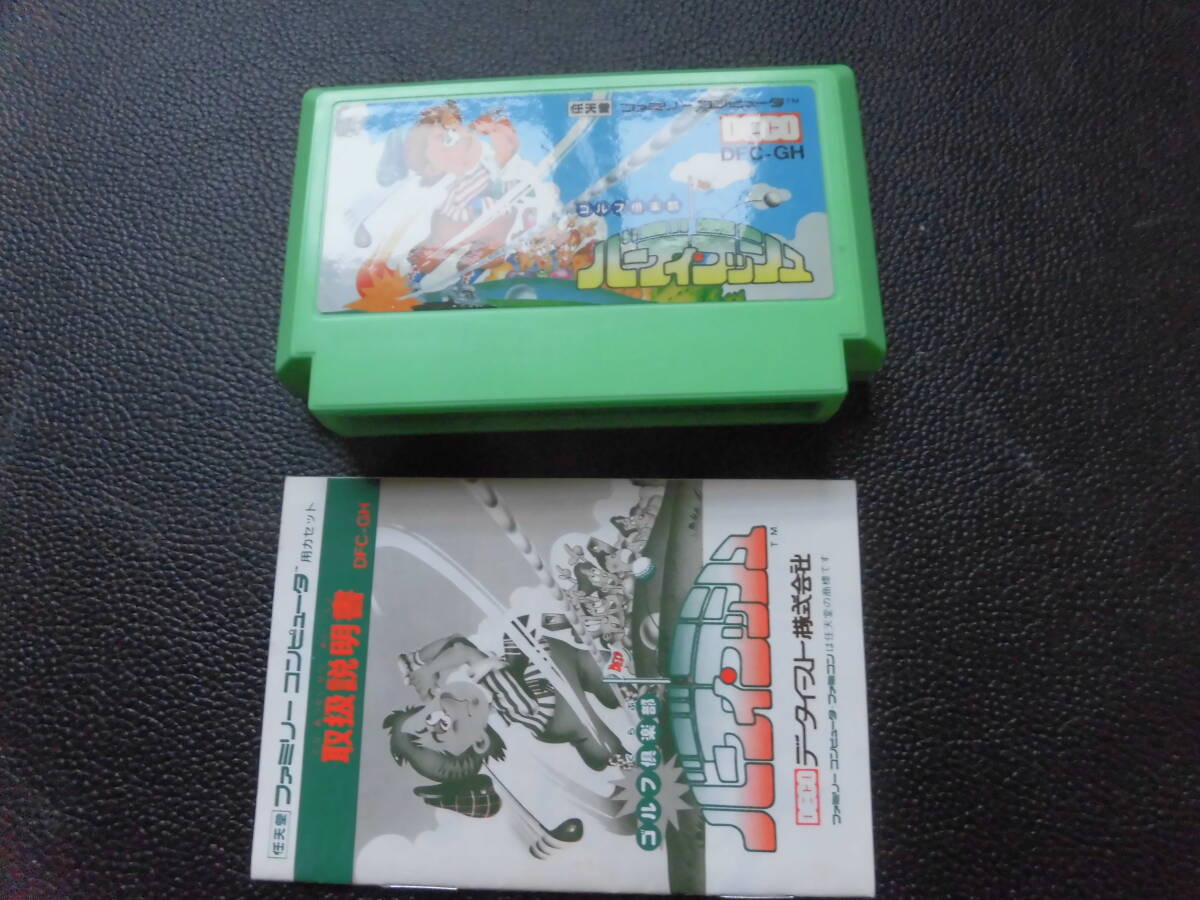 任天堂 ファミリーコンピュータ™
DECO
DFC-GH
ゴルフ倶楽部
バーディラッシュ
任天堂 ファミリーコンピュータ™ 用カセット
取扱説明書 DFC-GH
ゴルフ倶楽部
バーディラッシュ
TM
DECO データイースト株式会社
ファミリーコンピュータ ファミコンは任天堂の商標です